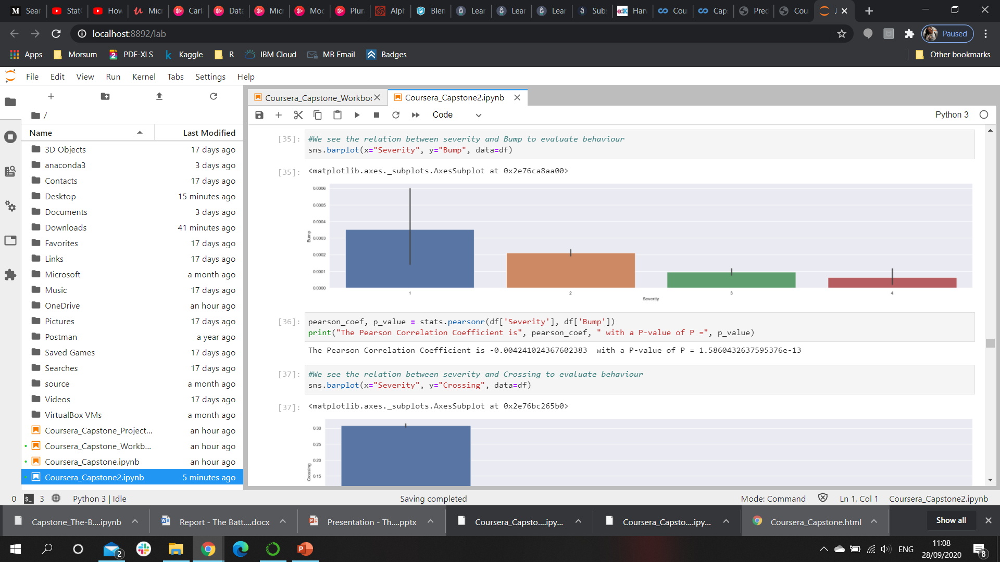 Sear
Stat
How
Micr
Carl
Data
Micr
Moc
Plur
Alph
Blen
Lear
Lear
Lear
Sub
Harv
Cou
Cap
Prec
Cou
J
localhost:8892/lab
Paused
Apps
Morsum
PDF-XLS
Kaggle
R
IBM Cloud
MB Email
Badges
Other bookmarks
File Edit View Run Kernel Tabs Settings Help
/
Name Last Modified
3D Objects 17 days ago
anaconda3 3 days ago
Contacts 17 days ago
Desktop 15 minutes ago
Documents 3 days ago
Downloads 41 minutes ago
Favorites 17 days ago
Links 17 days ago
Microsoft a month ago
Music 17 days ago
OneDrive an hour ago
Pictures 17 days ago
Postman a year ago
Saved Games 17 days ago
Searches 17 days ago
source a month ago
Videos 17 days ago
VirtualBox VMs a month ago
Coursera_Capstone_Project... an hour ago
Coursera_Capstone_Workb... an hour ago
Coursera_Capstone.ipynb an hour ago
Coursera_Capstone2.ipynb 5 minutes ago
Coursera_Capstone_Workboo
Coursera_Capstone2.ipynb
Code
Python 3
[35]: #We see the relation between severity and Bump to evaluate behaviour
sns.barplot(x="Severity", y="Bump", data=df)
[35]: <matplotlib.axes._subplots.AxesSubplot at 0x2e76ca8aa00>
0.0006
0.0005
0.0004
0.0003
0.0002
0.0001
0.0000
Bump
1 2 3 4
Severity
[36]: pearson_coef, p_value = stats.pearsonr(df['Severity'], df['Bump'])
print("The Pearson Correlation Coefficient is", pearson_coef, " with a P-value of P =", p_value)
The Pearson Correlation Coefficient is -0.004241024367602383  with a P-value of P = 1.5860432637595376e-13
[37]: #We see the relation between severity and Crossing to evaluate behaviour
sns.barplot(x="Severity", y="Crossing", data=df)
[37]: <matplotlib.axes._subplots.AxesSubplot at 0x2e76bc265b0>
0.30
0.25
0.20
0.15
Crossing
0 3 Python 3 | Idle
Saving completed
Mode: Command
Ln 1, Col 1
Coursera_Capstone2.ipynb
Capstone_The-B....ipynb
Report - The Batt....docx
Presentation - Th....pptx
Coursera_Capsto....ipy...
Coursera_Capsto....ipy...
Coursera_Capstone.html
Show all
2
ENG
11:08
28/09/2020
8